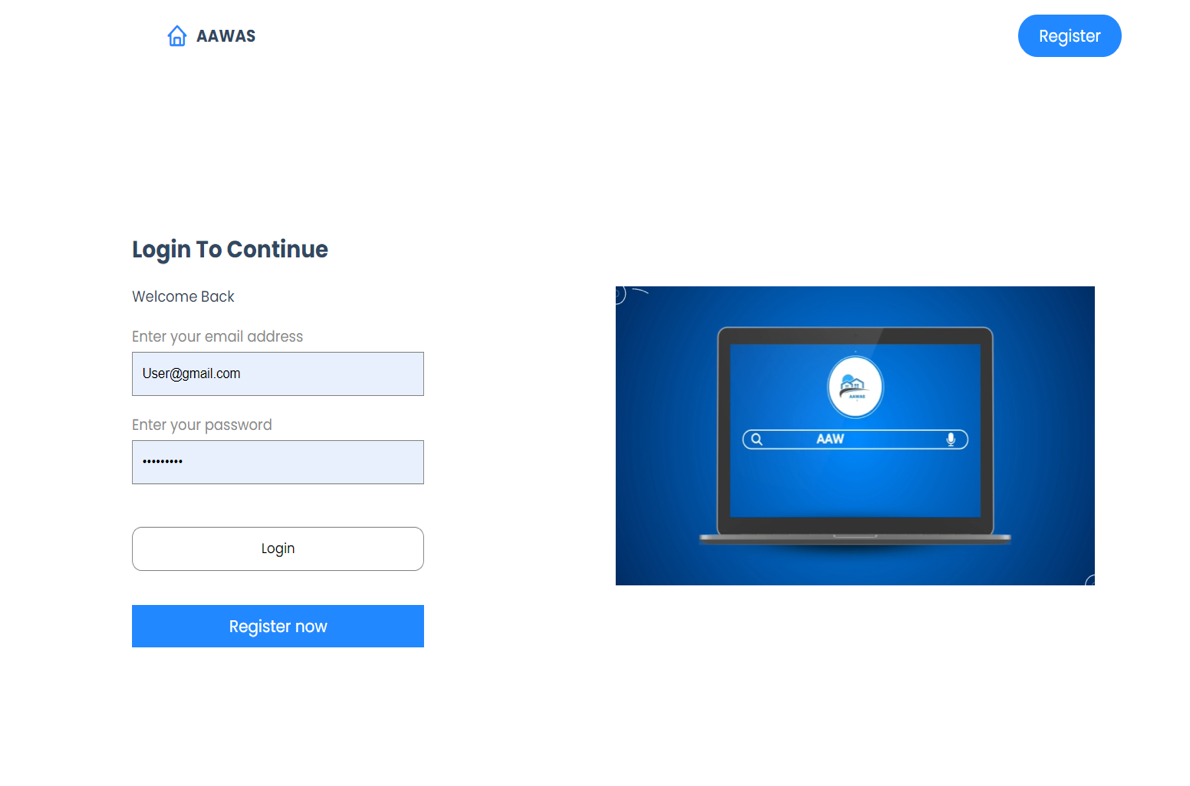 AAWAS
Register
Login To Continue
Welcome Back
Enter your email address
User@gmail.com
Enter your password
•••••••••
Login
Register now
AAWAS
AAW